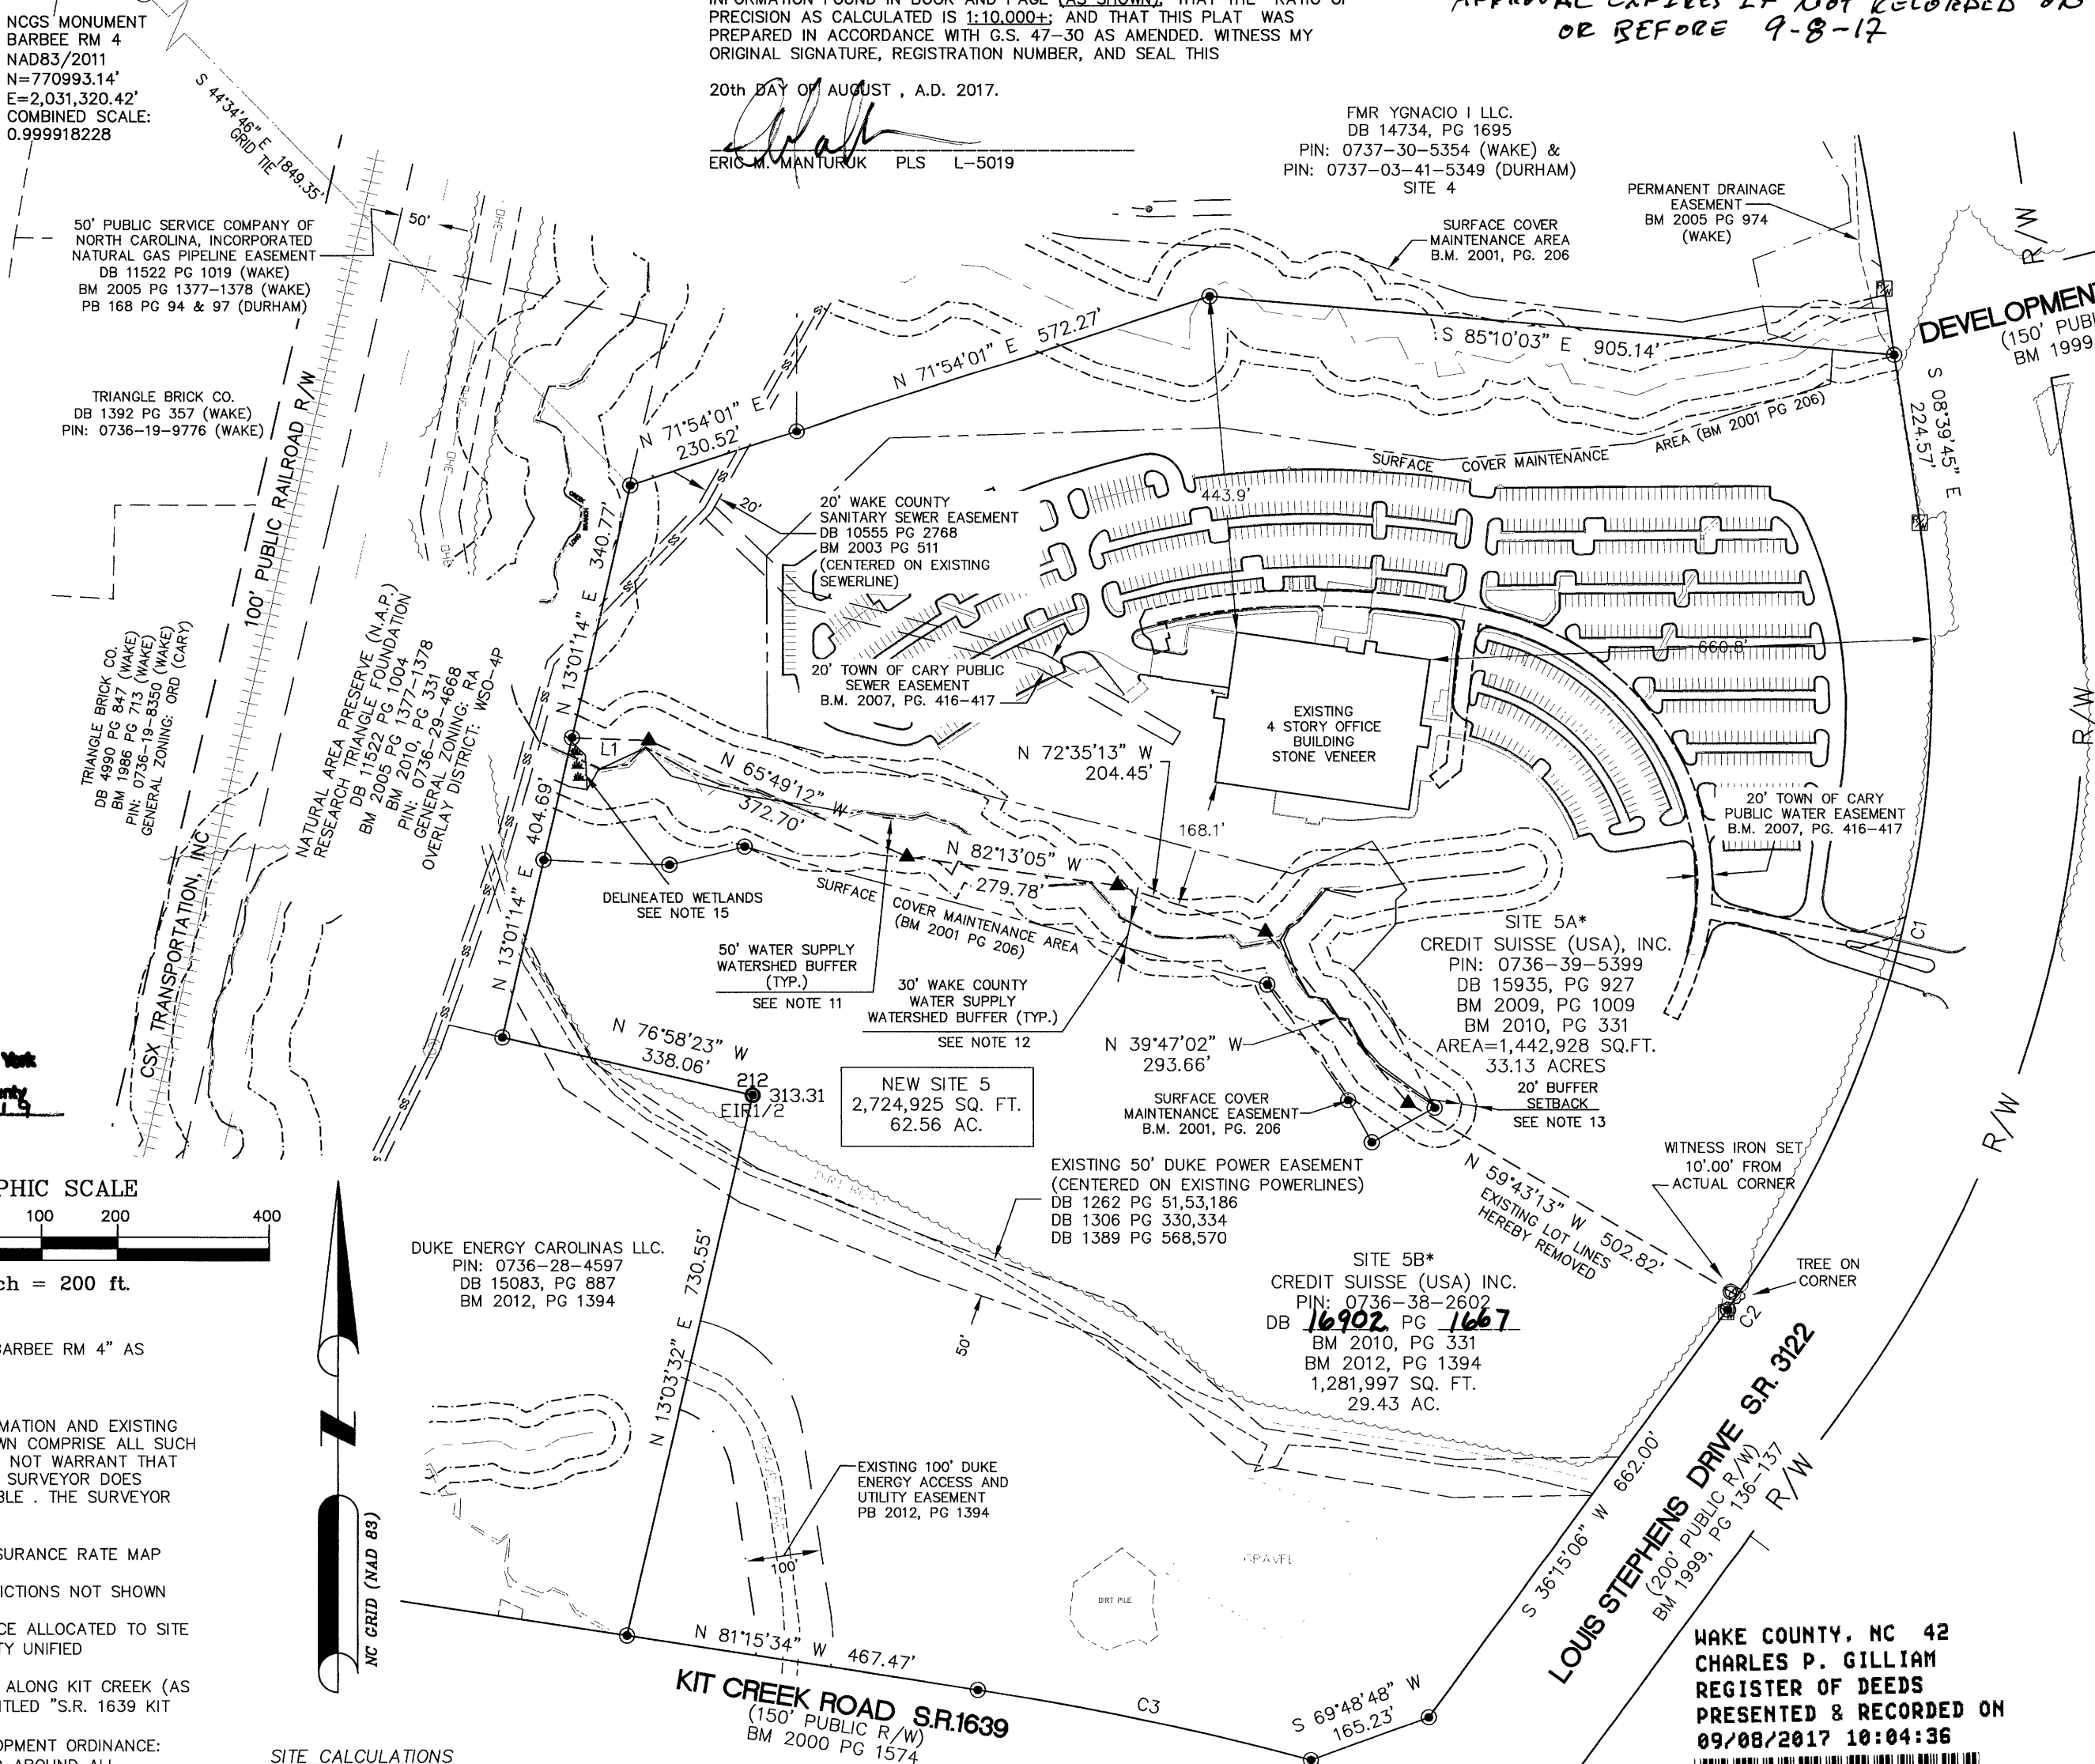 NCGS MONUMENT
BARBEE RM 4
NAD83/2011
N=770993.14'
E=2,031,320.42'
COMBINED SCALE:
0.999918228
S 44°34'46" E 1849.35'
GRID TIE
PRECISION AS CALCULATED IS 1:10,000+; AND THAT THIS PLAT WAS
PREPARED IN ACCORDANCE WITH G.S. 47-30 AS AMENDED. WITNESS MY
ORIGINAL SIGNATURE, REGISTRATION NUMBER, AND SEAL THIS
20th DAY OF AUGUST , A.D. 2017.
ERIC M. MANTURUK PLS L-5019
APPROVAL EXPIRES IF NOT RECORDED ON
OR BEFORE 9-8-17
FMR YGNACIO I LLC.
DB 14734, PG 1695
PIN: 0737-30-5354 (WAKE) &
PIN: 0737-03-41-5349 (DURHAM)
SITE 4
PERMANENT DRAINAGE
EASEMENT
BM 2005 PG 974
(WAKE)
SURFACE COVER
MAINTENANCE AREA
B.M. 2001, PG. 206
50' PUBLIC SERVICE COMPANY OF
NORTH CAROLINA, INCORPORATED
NATURAL GAS PIPELINE EASEMENT
DB 11522 PG 1019 (WAKE)
BM 2005 PG 1377-1378 (WAKE)
PB 168 PG 94 & 97 (DURHAM)
50'
OHE
TRIANGLE BRICK CO.
DB 1392 PG 357 (WAKE)
PIN: 0736-19-9776 (WAKE)
100' PUBLIC RAILROAD R/W
CSX TRANSPORTATION, INC
TRIANGLE BRICK CO.
DB 4990 PG 847 (WAKE)
BM 1986 PG 713 (WAKE)
PIN: 0736-19-8350 (WAKE)
GENERAL ZONING: ORD (CARY)
NATURAL AREA PRESERVE (N.A.P.)
RESEARCH TRIANGLE FOUNDATION
DB 11522 PG 1004
BM 2005 PG 1377-1378
BM 2010, PG 331
PIN: 0736-29-4668
GENERAL ZONING: RA
OVERLAY DISTRICT: WSO-4P
N 71°54'01" E
230.52'
N 71°54'01" E 572.27'
S 85°10'03" E 905.14'
S 08°39'45" E
224.57'
DEVELOPMEN
(150' PUBL
BM 1999
R/W
R/W
N 13°01'14" E 340.77'
SS
20'
20' WAKE COUNTY
SANITARY SEWER EASEMENT
DB 10555 PG 2768
BM 2003 PG 511
(CENTERED ON EXISTING
SEWERLINE)
SURFACE COVER MAINTENANCE AREA (BM 2001 PG 206)
443.9'
660.8'
20' TOWN OF CARY PUBLIC
SEWER EASEMENT
B.M. 2007, PG. 416-417
EXISTING
4 STORY OFFICE
BUILDING
STONE VENEER
N 72°35'13" W
204.45'
168.1'
20' TOWN OF CARY
PUBLIC WATER EASEMENT
B.M. 2007, PG. 416-417
L1
N 65°49'12" W
372.70'
404.69'
N 13°01'14" E
N 82°13'05" W
279.78'
DELINEATED WETLANDS
SEE NOTE 15
SURFACE COVER MAINTENANCE AREA
(BM 2001 PG 206)
50' WATER SUPPLY
WATERSHED BUFFER
(TYP.)
SEE NOTE 11
30' WAKE COUNTY
WATER SUPPLY
WATERSHED BUFFER (TYP.)
SEE NOTE 12
SITE 5A*
CREDIT SUISSE (USA), INC.
PIN: 0736-39-5399
DB 15935, PG 927
BM 2009, PG 1009
BM 2010, PG 331
AREA=1,442,928 SQ.FT.
33.13 ACRES
C1
N 76°58'23" W
338.06'
212
313.31
EIR1/2
NEW SITE 5
2,724,925 SQ. FT.
62.56 AC.
N 39°47'02" W
293.66'
SURFACE COVER
MAINTENANCE EASEMENT
B.M. 2001, PG. 206
20' BUFFER
SETBACK
SEE NOTE 13
WITNESS IRON SET
10'.00' FROM
ACTUAL CORNER
N 59°43'13" W 502.82'
EXISTING LOT LINES
HEREBY REMOVED
TREE ON
CORNER
C2
R/W
EXISTING 50' DUKE POWER EASEMENT
(CENTERED ON EXISTING POWERLINES)
DB 1262 PG 51,53,186
DB 1306 PG 330,334
DB 1389 PG 568,570
PHIC SCALE
100 200 400
ch = 200 ft.
DUKE ENERGY CAROLINAS LLC.
PIN: 0736-28-4597
DB 15083, PG 887
BM 2012, PG 1394
N 13°03'32" E 730.55'
50'
SITE 5B*
CREDIT SUISSE (USA) INC.
PIN: 0736-38-2602
DB 16902 PG 1667
BM 2010, PG 331
BM 2012, PG 1394
1,281,997 SQ. FT.
29.43 AC.
ARBEE RM 4" AS
MATION AND EXISTING
WN COMPRISE ALL SUCH
NOT WARRANT THAT
SURVEYOR DOES
BLE . THE SURVEYOR
SURANCE RATE MAP
ICTIONS NOT SHOWN
CE ALLOCATED TO SITE
TY UNIFIED
ALONG KIT CREEK (AS
TITLED "S.R. 1639 KIT
OPMENT ORDINANCE:
N
NC GRID (NAD 83)
SITE CALCULATIONS
EXISTING 100' DUKE
ENERGY ACCESS AND
UTILITY EASEMENT
PB 2012, PG 1394
100'
GRAVEL
DIRT PILE
S 36°15'06" W 662.00'
LOUIS STEPHENS DRIVE S.R. 3122
(200' PUBLIC R/W)
BM 1999, PG 136-137
R/W
N 81°15'34" W 467.47'
KIT CREEK ROAD S.R.1639
(150' PUBLIC R/W)
BM 2000 PG 1574
C3
S 69°48'48" W
165.23'
WAKE COUNTY, NC 42
CHARLES P. GILLIAM
REGISTER OF DEEDS
PRESENTED & RECORDED ON
09/08/2017 10:04:36